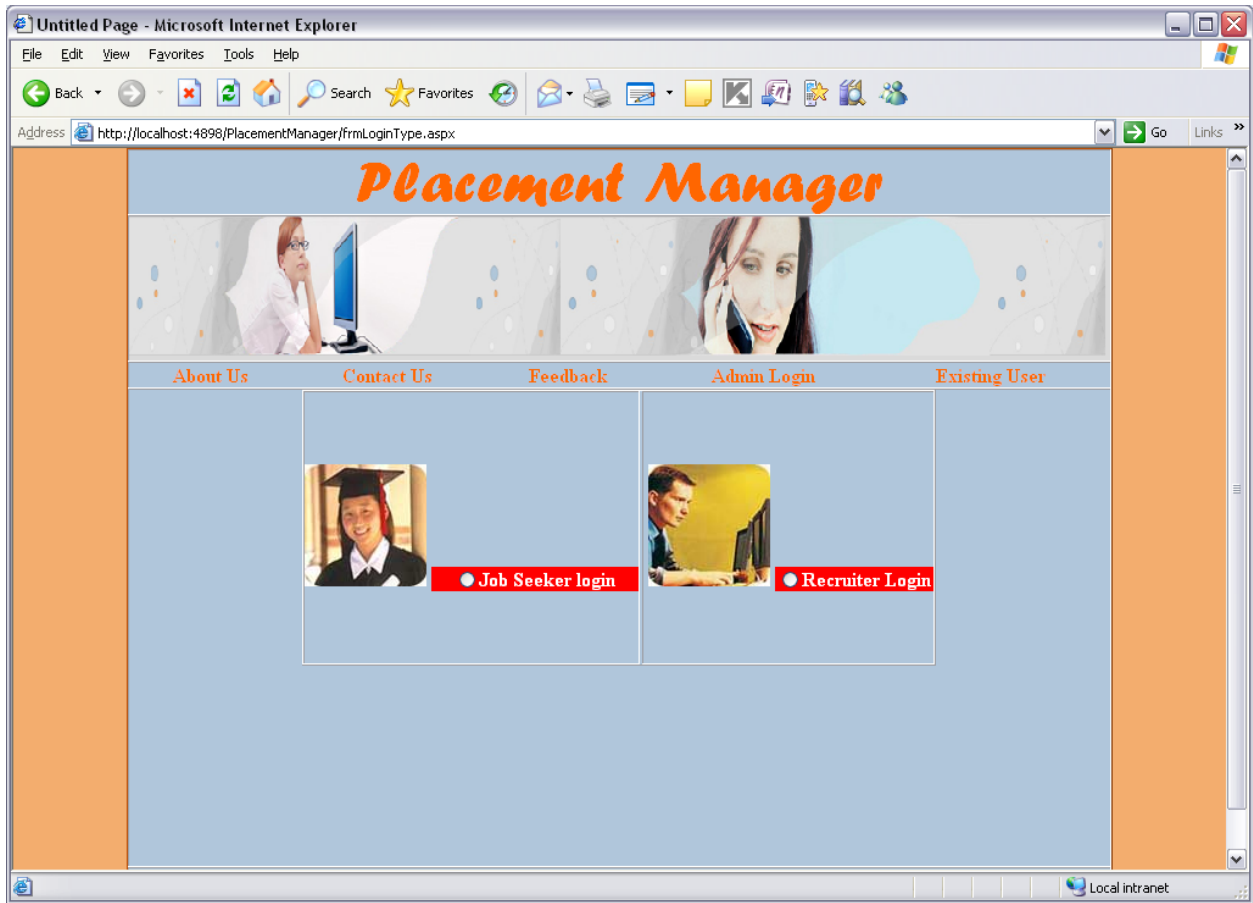 Untitled Page - Microsoft Internet Explorer
File Edit View Favorites Tools Help
Back Search Favorites
Address http://localhost:4898/PlacementManager/frmLoginType.aspx Go Links »
Placement Manager
About Us Contact Us Feedback Admin Login Existing User
Job Seeker login Recruiter Login
Local intranet